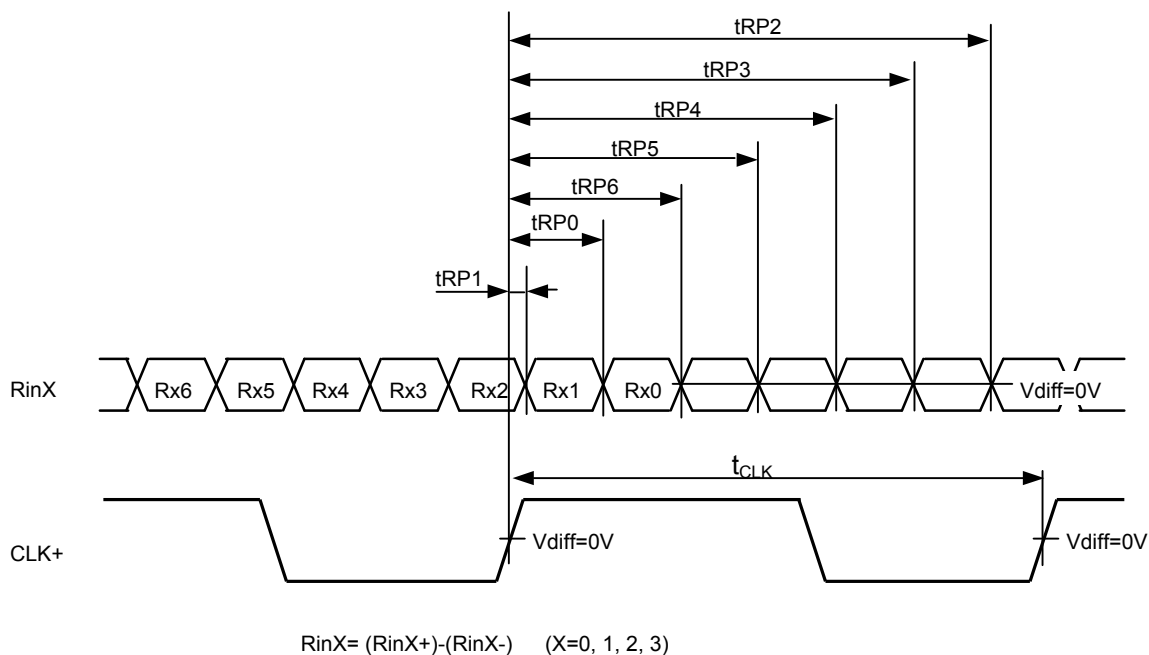 tRP2
tRP3
tRP4
tRP5
tRP6
tRP0
tRP1
RinX Rx6 Rx5 Rx4 Rx3 Rx2 Rx1 Rx0 Vdiff=0V
tCLK
CLK+ Vdiff=0V Vdiff=0V
RinX= (RinX+)-(RinX-) (X=0, 1, 2, 3)